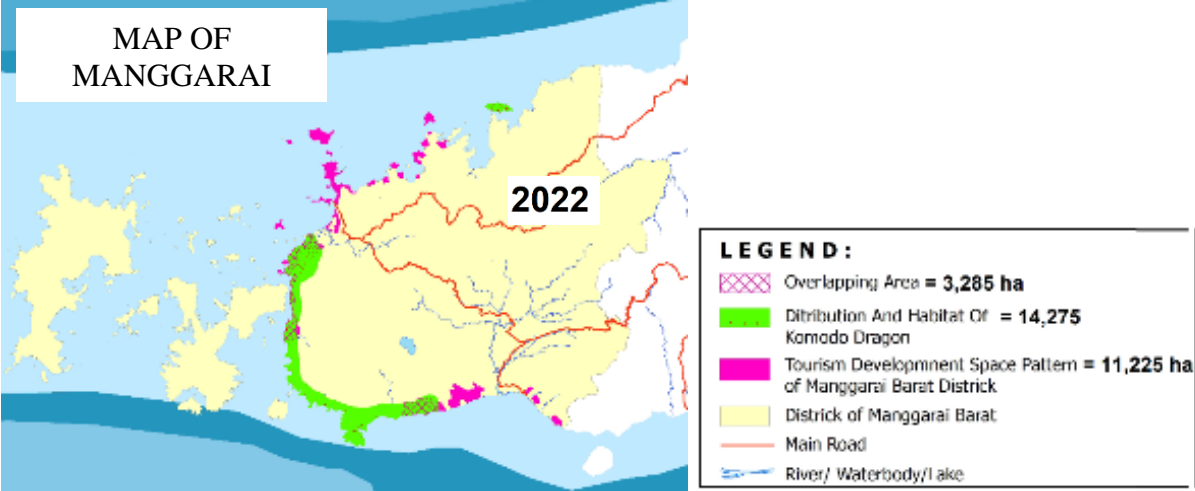 MAP OF
MANGGARAI
2022
LEGEND:
Overlapping Area = 3,285 ha
Ditribution And Habitat Of = 14,275
Komodo Dragon
Tourism Developmnent Space Pattern = 11,225 ha
of Manggarai Barat District
Districk of Manggarai Barat
Main Road
River/ Waterbody/Lake